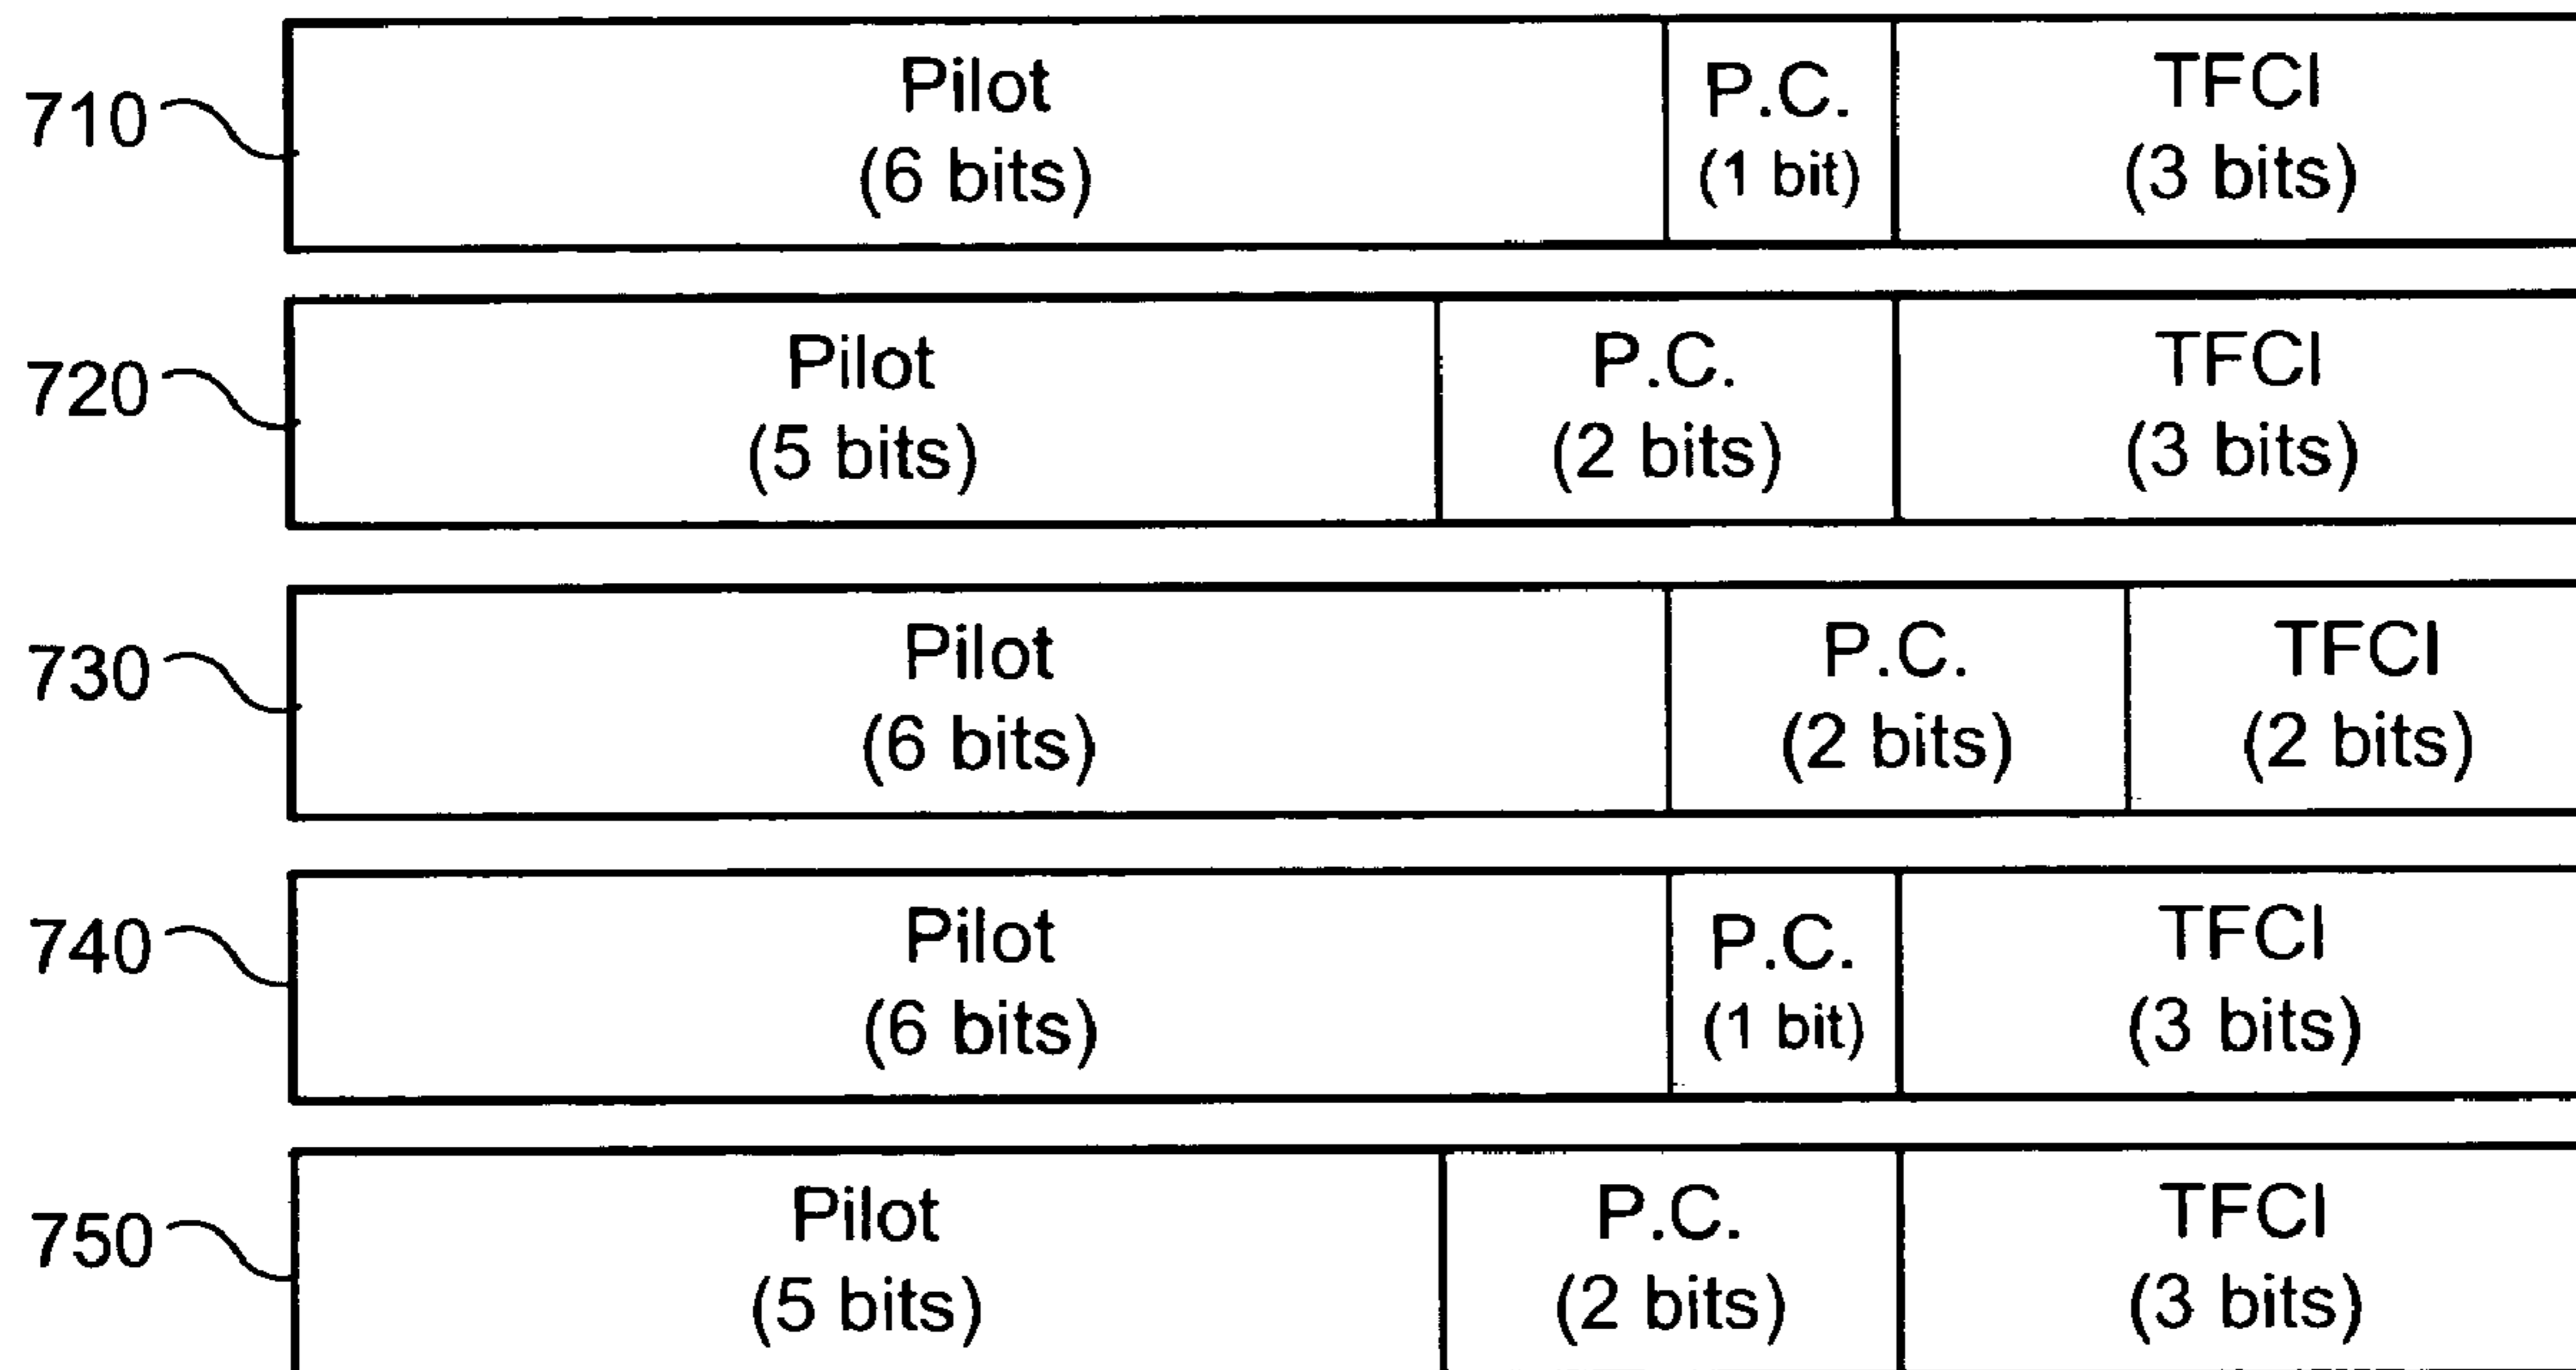 710
Pilot
(6 bits)
P.C.
(1 bit)
TFCI
(3 bits)
720
Pilot
(5 bits)
P.C.
(2 bits)
TFCI
(3 bits)
730
Pilot
(6 bits)
P.C.
(2 bits)
TFCI
(2 bits)
740
Pilot
(6 bits)
P.C.
(1 bit)
TFCI
(3 bits)
750
Pilot
(5 bits)
P.C.
(2 bits)
TFCI
(3 bits)